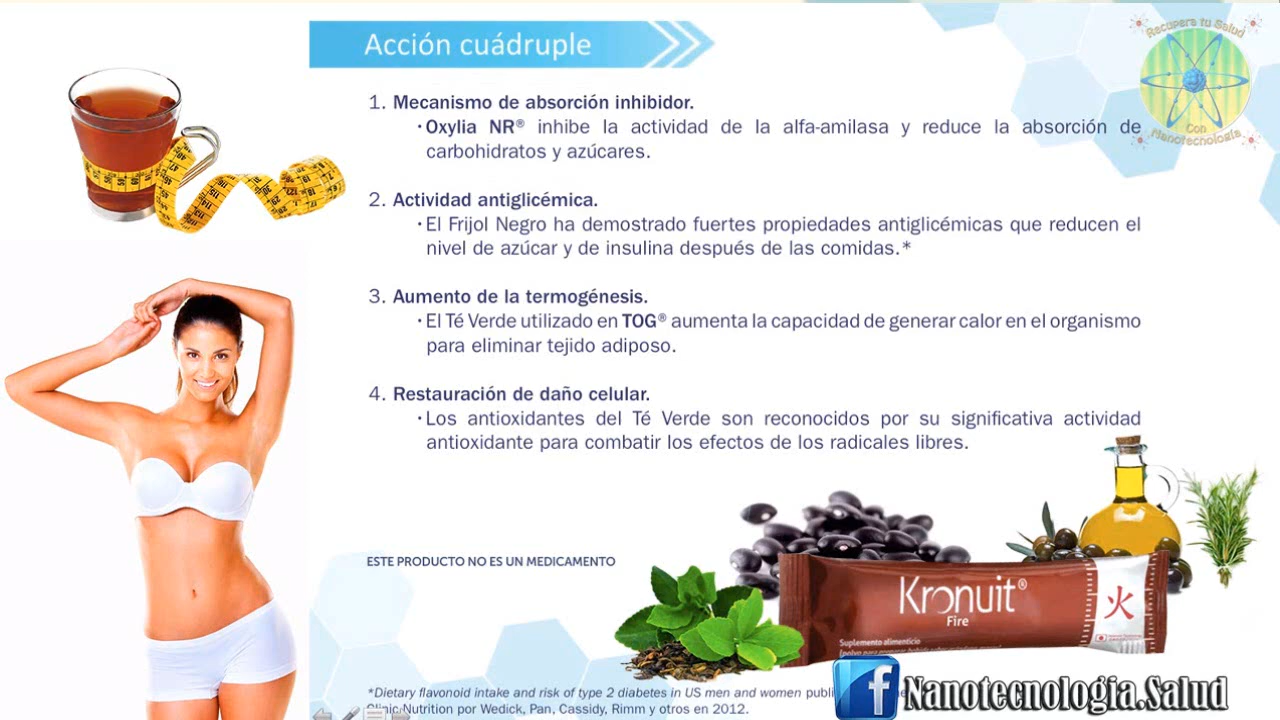 Acción cuádruple
Recupera tu Salud
Con
Nanotecnología
1. Mecanismo de absorción inhibidor.
·Oxylia NR® inhibe la actividad de la alfa-amilasa y reduce la absorción de
carbohidratos y azúcares.
2. Actividad antiglicémica.
·El Frijol Negro ha demostrado fuertes propiedades antiglicémicas que reducen el
nivel de azúcar y de insulina después de las comidas.*
3. Aumento de la termogénesis.
·El Té Verde utilizado en TOG® aumenta la capacidad de generar calor en el organismo
para eliminar tejido adiposo.
4. Restauración de daño celular.
·Los antioxidantes del Té Verde son reconocidos por su significativa actividad
antioxidante para combatir los efectos de los radicales libres.
ESTE PRODUCTO NO ES UN MEDICAMENTO
Kronuit®
Fire
火
Suplemento alimenticio
f Nanotecnologia.Salud
*Dietary flavonoid intake and risk of type 2 diabetes in US men and women
Clinic Nutrition por Wedick, Pan, Cassidy, Rimm y otros en 2012.